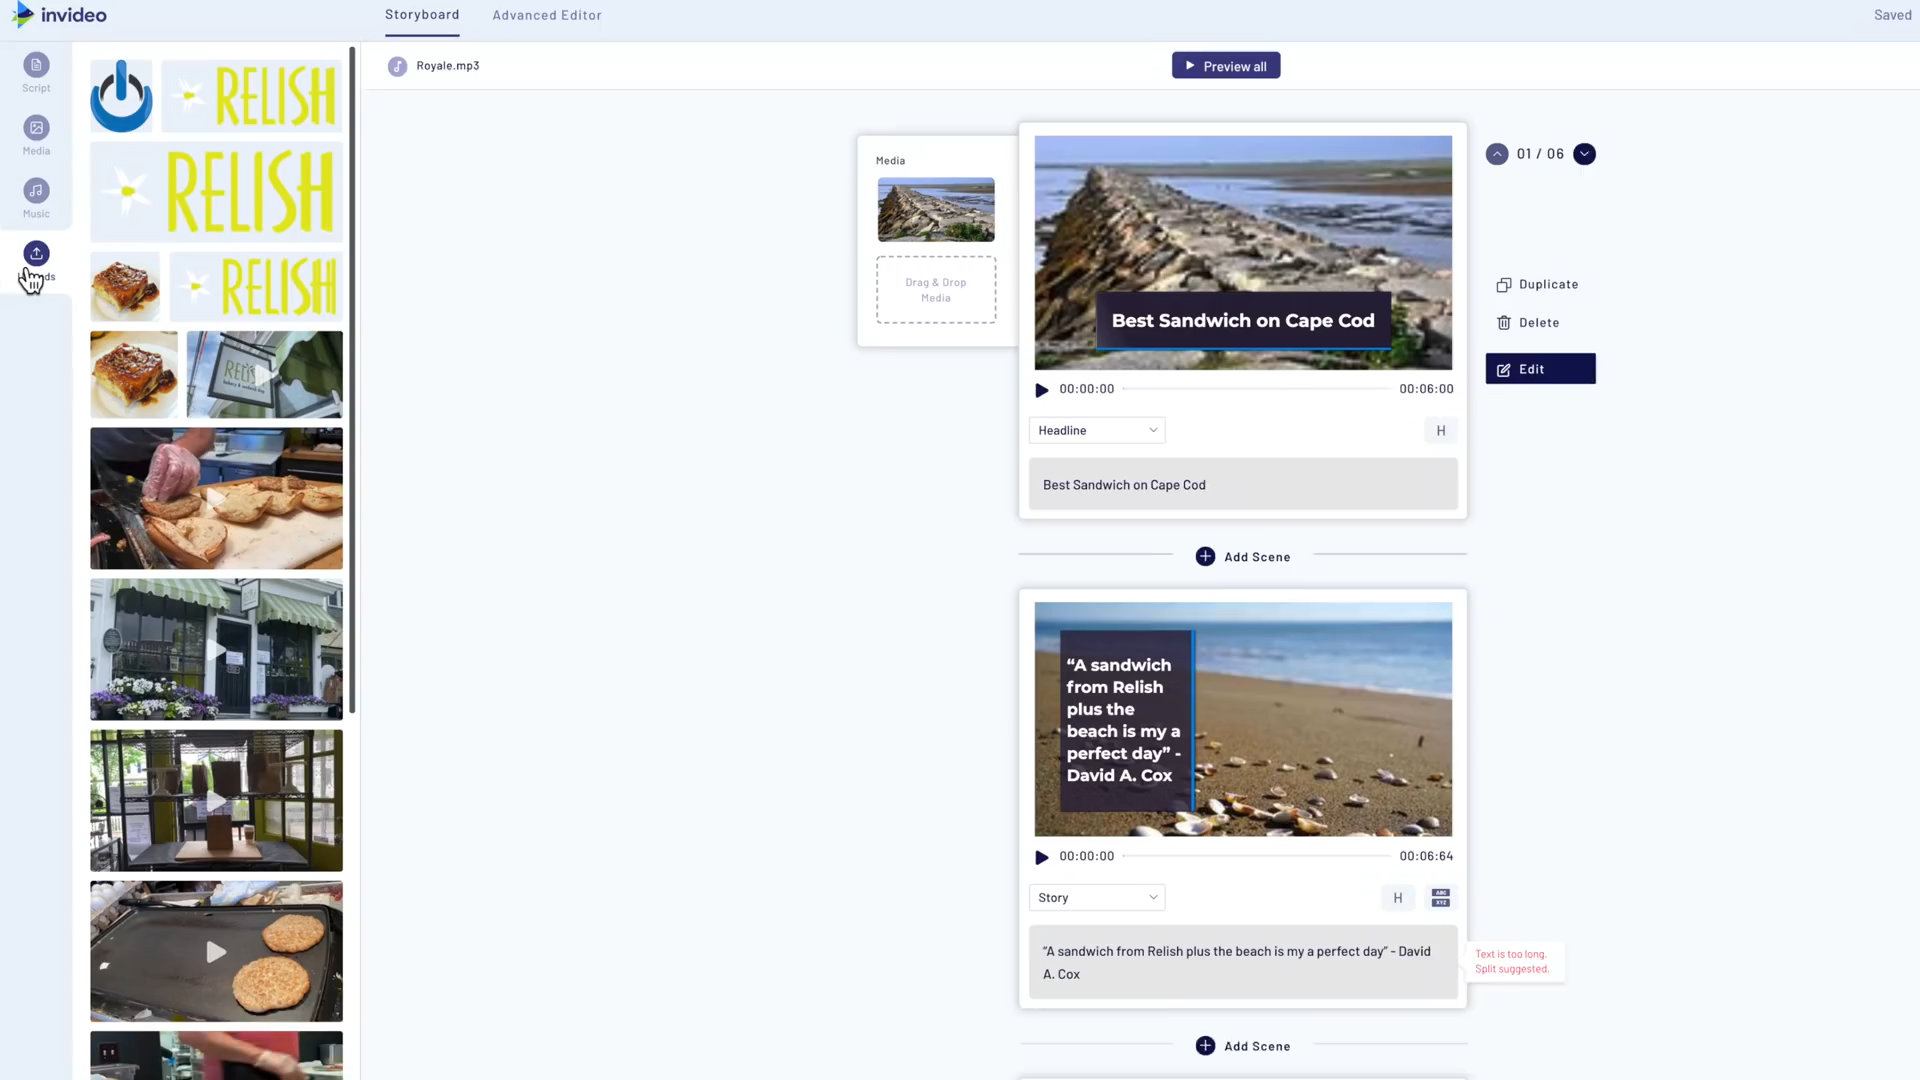 invideo
Storyboard
Advanced Editor
Saved
Script
Media
Music
Royale.mp3
Preview all
RELISH
RELISH
RELISH
RELISH
Media
Drag & Drop
Media
Best Sandwich on Cape Cod
01 / 06
Duplicate
Delete
Edit
00:00:00
00:06:00
Headline
H
Best Sandwich on Cape Cod
Add Scene
“A sandwich
from Relish
plus the
beach is my a
perfect day” -
David A. Cox
00:00:00
00:06:64
Story
H
ABC
XYZ
“A sandwich from Relish plus the beach is my a perfect day” - David
A. Cox
Text is too long.
Split suggested.
Add Scene